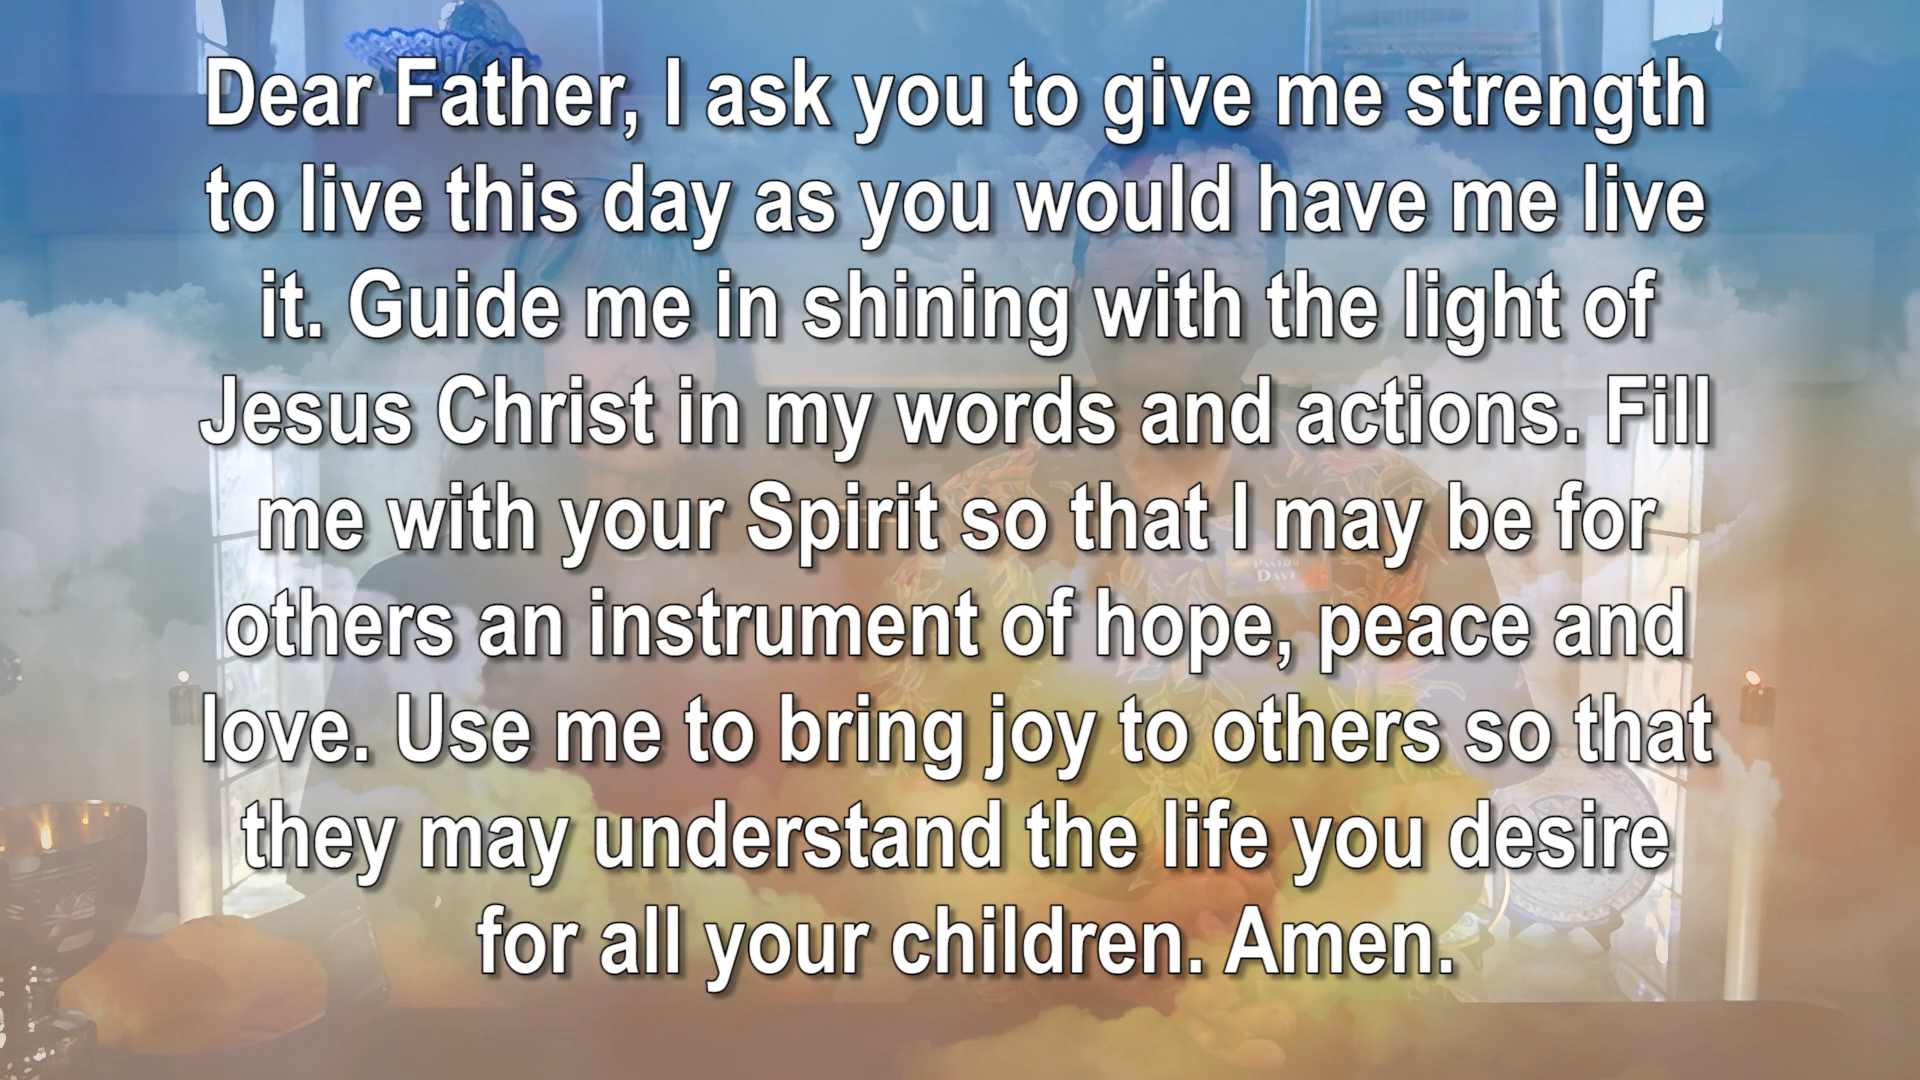 Dear Father, I ask you to give me strength
to live this day as you would have me live
it. Guide me in shining with the light of
Jesus Christ in my words and actions. Fill
me with your Spirit so that I may be for
others an instrument of hope, peace and
love. Use me to bring joy to others so that
they may understand the life you desire
for all your children. Amen.
PASTOR
DAVE